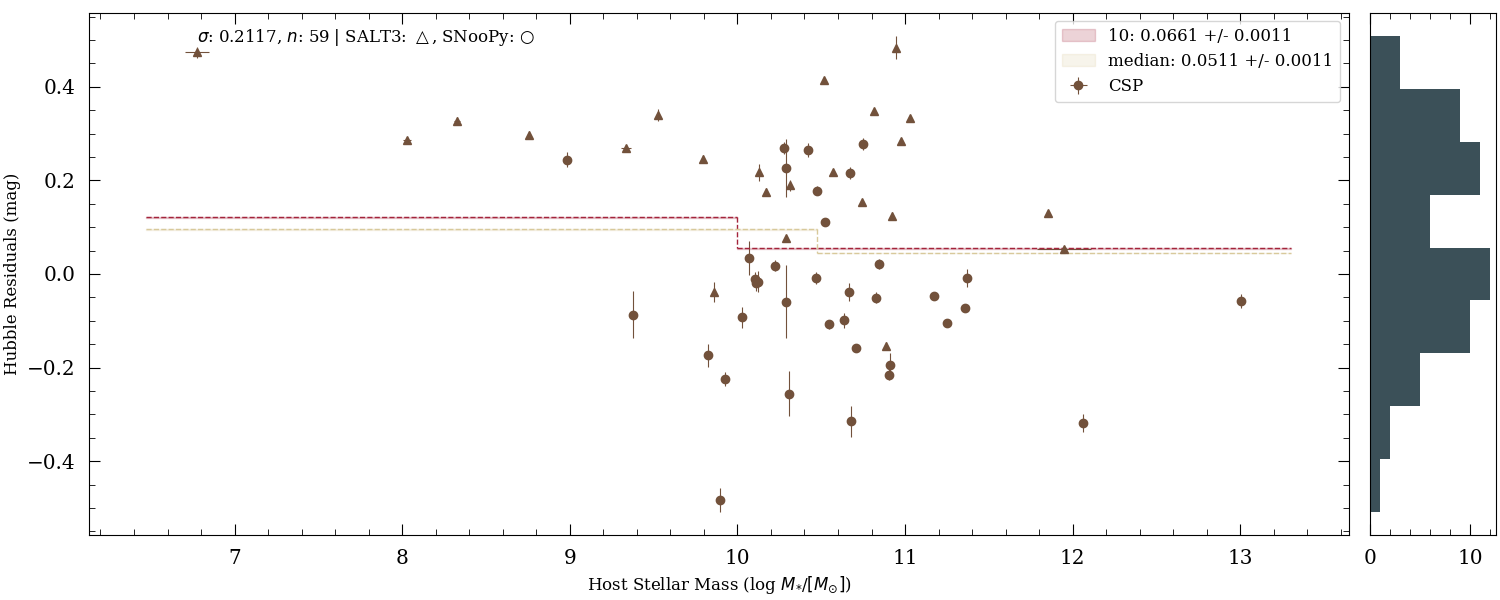 σ: 0.2117, n: 59 | SALT3: △, SNooPy: ○
10: 0.0661 +/- 0.0011
median: 0.0511 +/- 0.0011
CSP
Hubble Residuals (mag)
0.4
0.2
0.0
−0.2
−0.4
7 8 9 10 11 12 13
0 10
Host Stellar Mass (log M*/[M⊙])